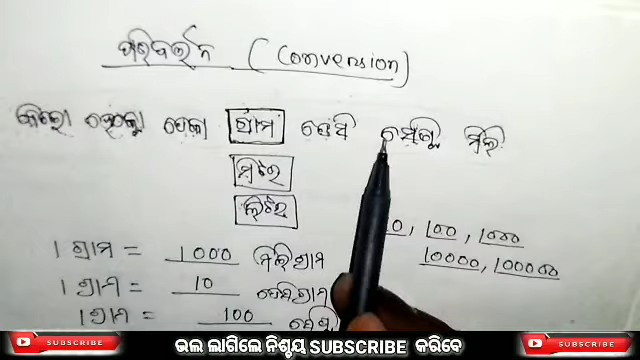 ପରିବର୍ତ୍ତନ (Conversion)
କିଲୋ ହେକ୍ଟୋ ଡେକା ଗ୍ରାମ ଡେସି ସେଣ୍ଟି ମିଲି
ମିଟର
ଲିଟର
10, 100, 1000
10000, 100000
1 ଗ୍ରାମ = 1000 ମିଲିଗ୍ରାମ
1 ଗ୍ରାମ = 10 ଡେସିଗ୍ରାମ
1 ଗ୍ରାମ = 100
SUBSCRIBE ଭଲ ଲାଗିଲେ ନିଶ୍ଚୟ SUBSCRIBE କରିବେ SUBSCRIBE